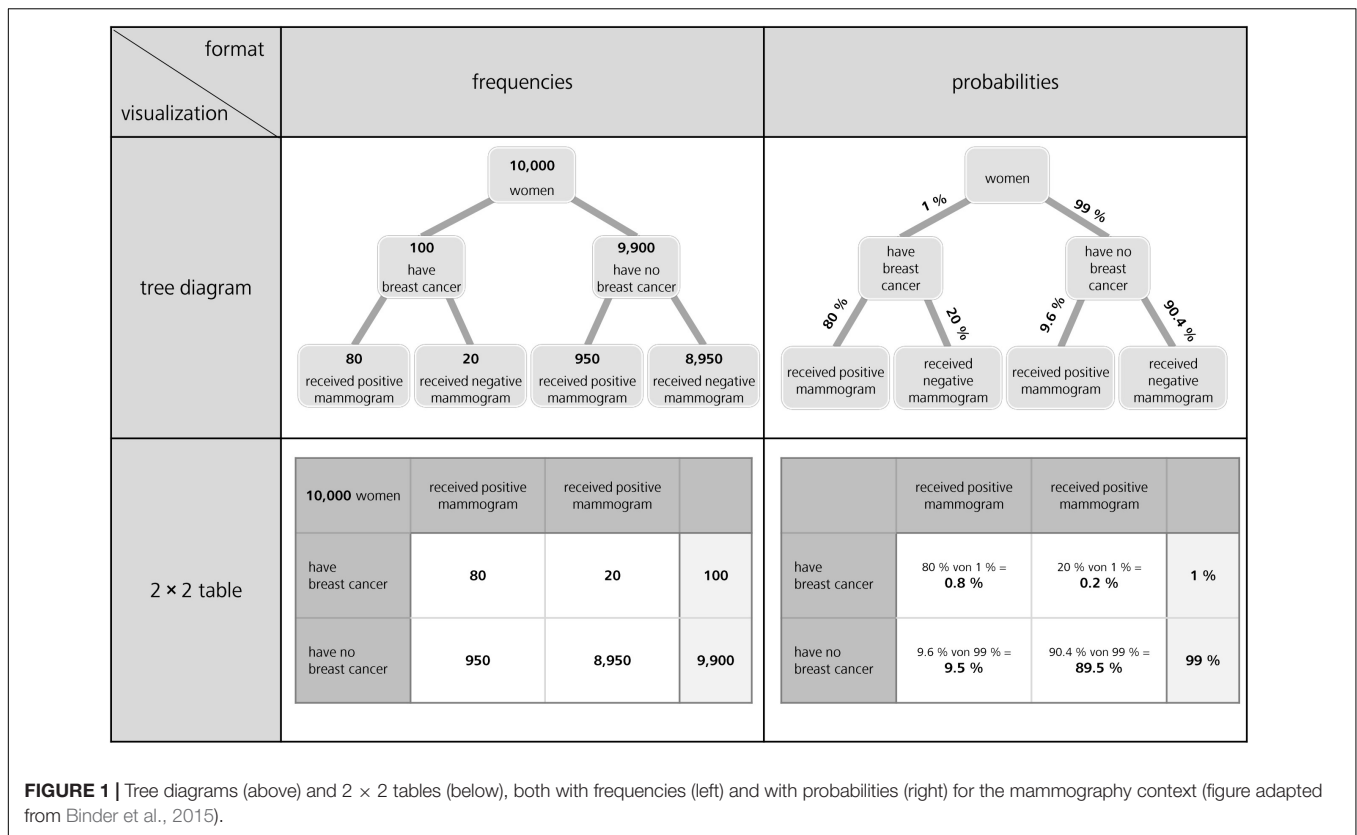 format
visualization
frequencies
probabilities
tree diagram
10,000
women
100
have
breast cancer
9,900
have no
breast cancer
80
received positive
mammogram
20
received negative
mammogram
950
received positive
mammogram
8,950
received negative
mammogram
women
1 %
99 %
have
breast
cancer
have no
breast
cancer
80 %
20 %
9.6 %
90.4 %
received positive
mammogram
received
negative
mammogram
received positive
mammogram
received
negative
mammogram
2 × 2 table
10,000 women
received positive
mammogram
received positive
mammogram
have
breast cancer
80
20
100
have no
breast cancer
950
8,950
9,900
received positive
mammogram
received positive
mammogram
have
breast cancer
80 % von 1 % =
0.8 %
20 % von 1 % =
0.2 %
1 %
have no
breast cancer
9.6 % von 99 % =
9.5 %
90.4 % von 99 % =
89.5 %
99 %
FIGURE 1 | Tree diagrams (above) and 2 × 2 tables (below), both with frequencies (left) and with probabilities (right) for the mammography context (figure adapted
from Binder et al., 2015).